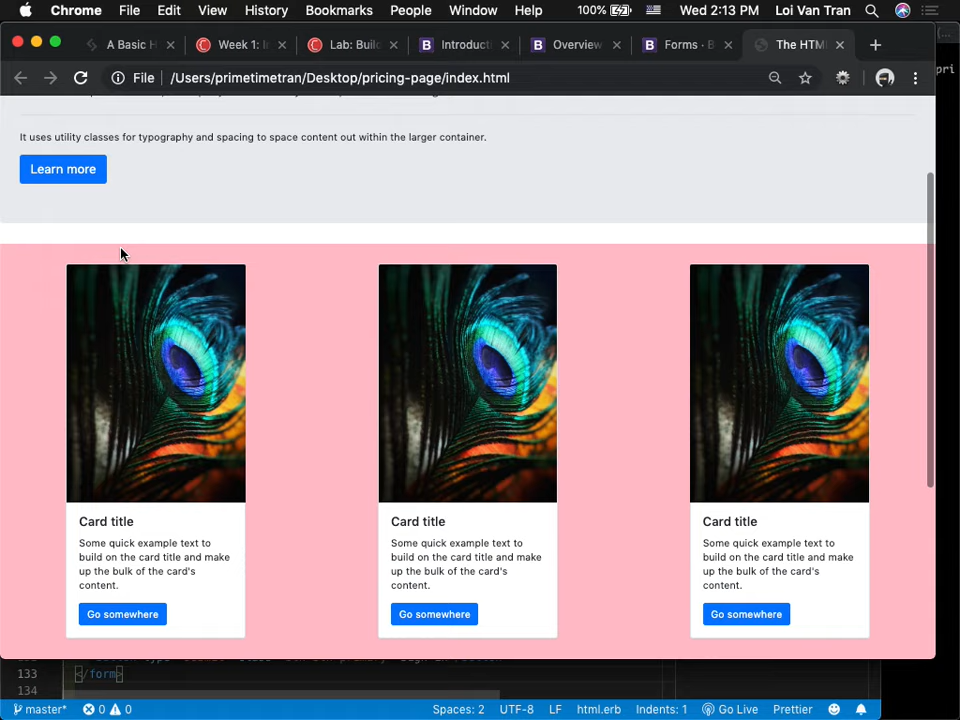 Chrome File Edit View History Bookmarks People Window Help 100% Wed 2:13 PM Loi Van Tran
A Basic H Week 1: I Lab: Buil Introducti Overview Forms · B The HTM
File /Users/primetimetran/Desktop/pricing-page/index.html
It uses utility classes for typography and spacing to space content out within the larger container.
Learn more
Card title Card title Card title
Some quick example text to Some quick example text to Some quick example text to
build on the card title and make build on the card title and make build on the card title and make
up the bulk of the card's up the bulk of the card's up the bulk of the card's
content. content. content.
Go somewhere Go somewhere Go somewhere
133 </form>
134
master* 0 0 Spaces: 2 UTF-8 LF html.erb Indents: 1 Go Live Prettier